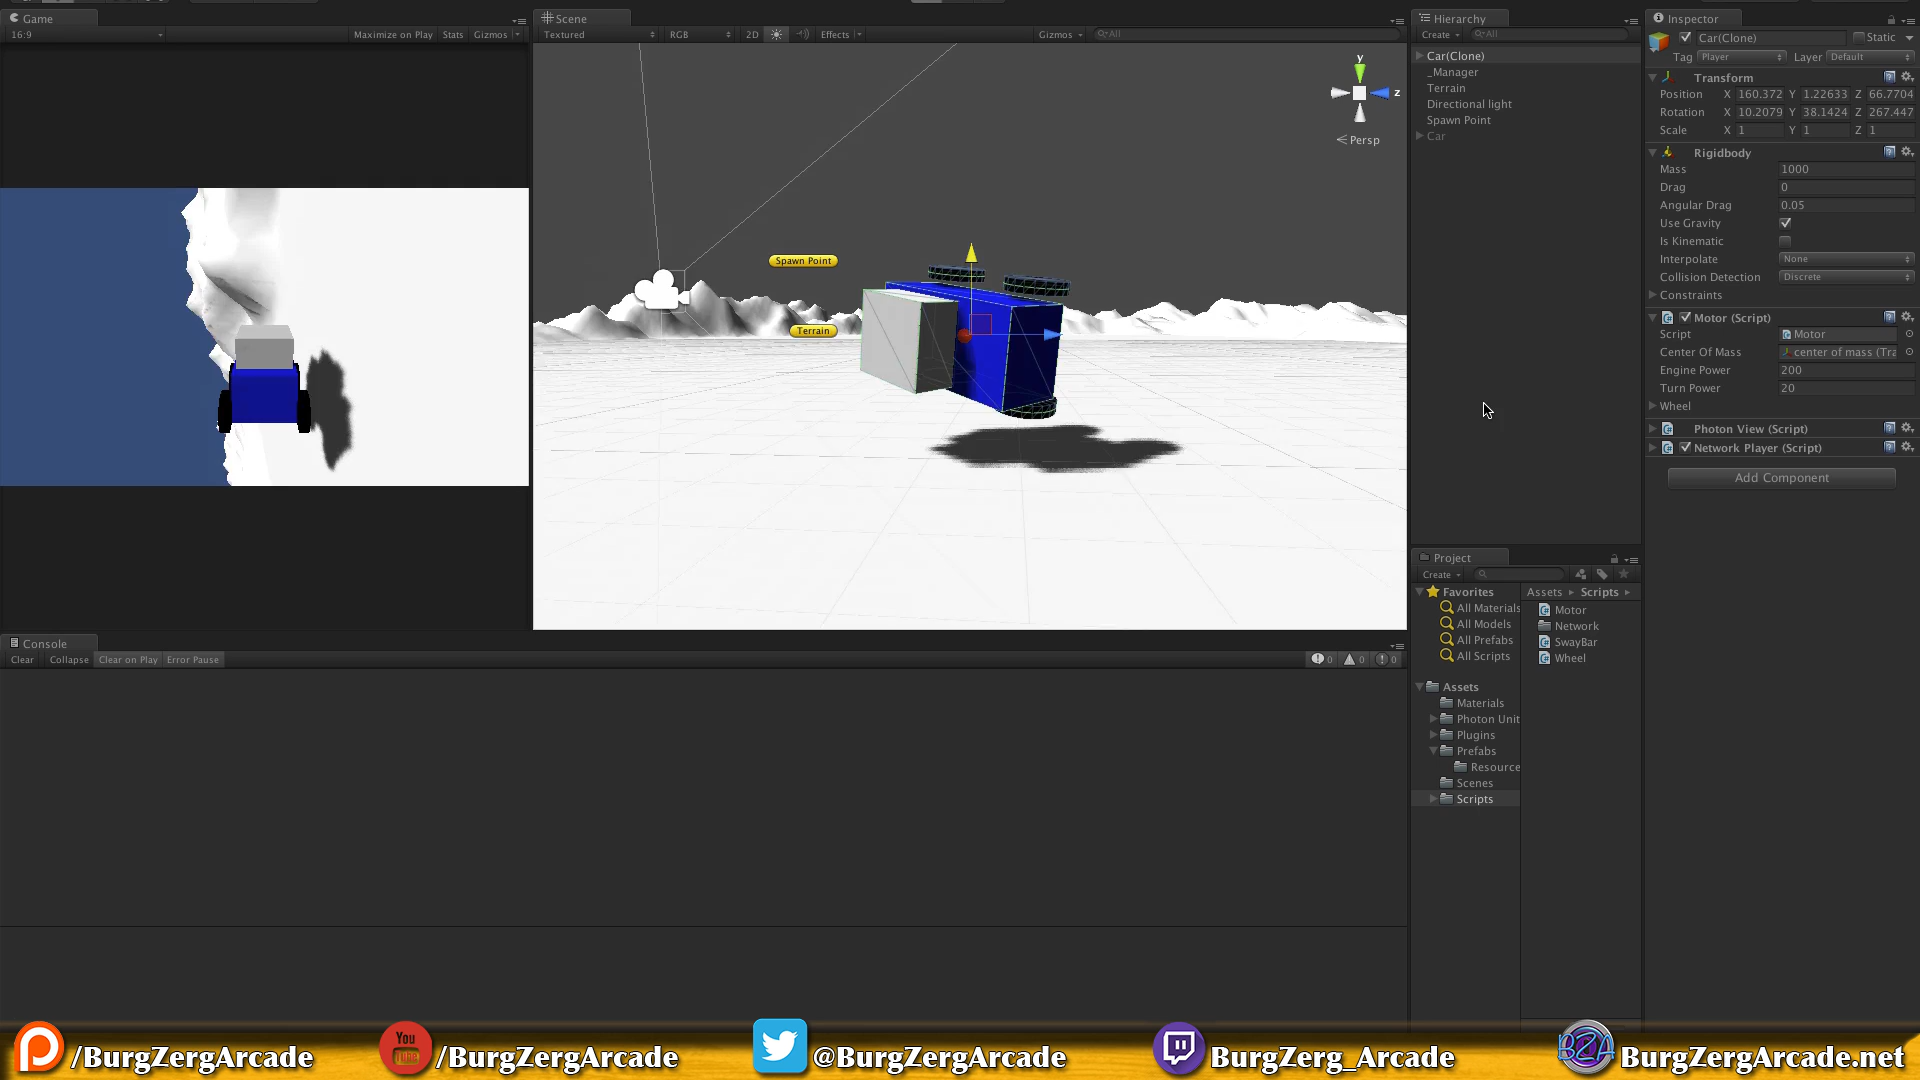 Game
16:9
Maximize on Play Stats Gizmos
Scene
Textured RGB 2D Effects Gizmos All
Spawn Point
Terrain
y
z
Persp
Console
Clear Collapse Clear on Play Error Pause 0 0 0
Hierarchy
Create All
Car(Clone)
_Manager
Terrain
Directional light
Spawn Point
Car
Project
Create
Favorites
All Materials
All Models
All Prefabs
All Scripts
Assets
Materials
Photon Unit
Plugins
Prefabs
Resource
Scenes
Scripts
Assets Scripts
Motor
Network
SwayBar
Wheel
Inspector
Car(Clone) Static
Tag Player Layer Default
Transform
Position X 160.372 Y 1.22633 Z 66.7704
Rotation X 10.2079 Y 38.1424 Z 267.447
Scale X 1 Y 1 Z 1
Rigidbody
Mass 1000
Drag 0
Angular Drag 0.05
Use Gravity
Is Kinematic
Interpolate None
Collision Detection Discrete
Constraints
Motor (Script)
Script Motor
Center Of Mass center of mass (Tra
Engine Power 200
Turn Power 20
Wheel
Photon View (Script)
Network Player (Script)
Add Component
/BurgZergArcade
You Tube /BurgZergArcade
@BurgZergArcade
BurgZerg_Arcade
BZA BurgZergArcade.net